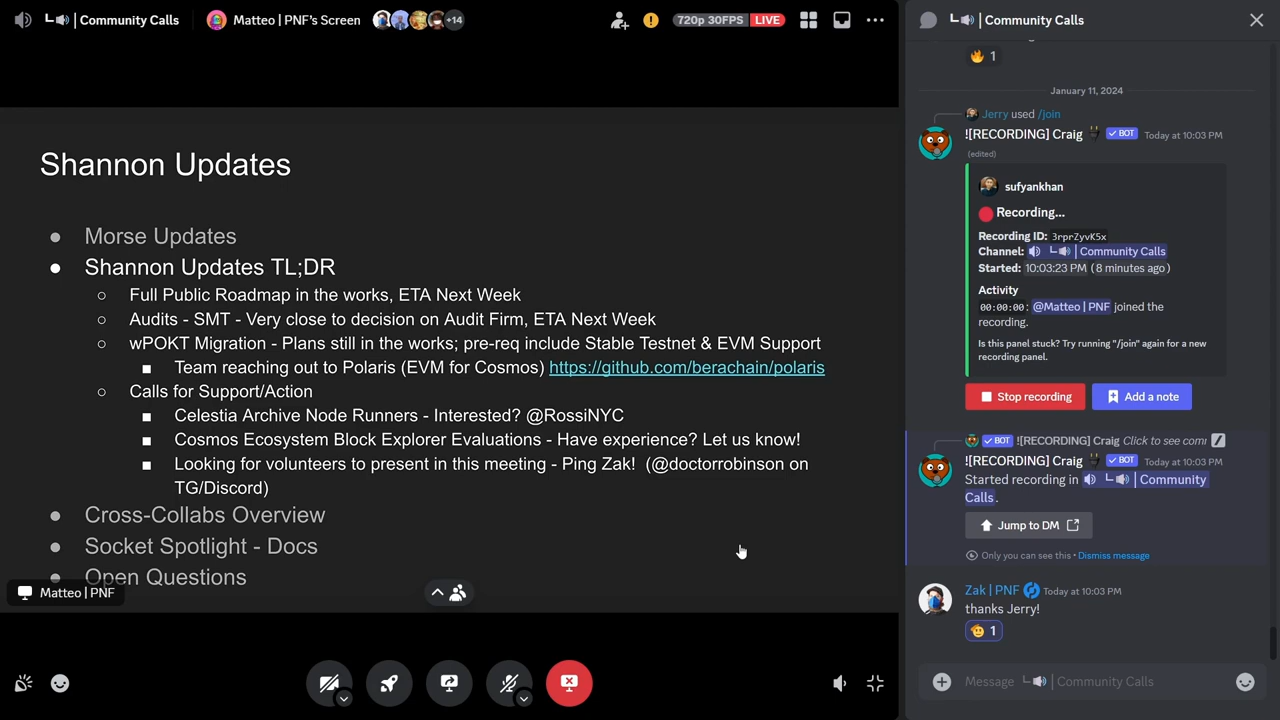 Community Calls
Matteo | PNF's Screen
+14
720p 30FPS LIVE
Shannon Updates
Morse Updates
Shannon Updates TL;DR
Full Public Roadmap in the works, ETA Next Week
Audits - SMT - Very close to decision on Audit Firm, ETA Next Week
wPOKT Migration - Plans still in the works; pre-req include Stable Testnet & EVM Support
Team reaching out to Polaris (EVM for Cosmos) https://github.com/berachain/polaris
Calls for Support/Action
Celestia Archive Node Runners - Interested? @RossiNYC
Cosmos Ecosystem Block Explorer Evaluations - Have experience? Let us know!
Looking for volunteers to present in this meeting - Ping Zak! (@doctorrobinson on
TG/Discord)
Cross-Collabs Overview
Socket Spotlight - Docs
Open Questions
Matteo | PNF
Community Calls
1
January 11, 2024
Jerry used /join
![RECORDING] Craig BOT Today at 10:03 PM
(edited)
sufyankhan
Recording...
Recording ID: 3rprZyvK5x
Channel: | Community Calls
Started: 10:03:23 PM (8 minutes ago)
Activity
00:00:00: @Matteo | PNF joined the
recording.
Is this panel stuck? Try running "/join" again for a new
recording panel.
Stop recording
Add a note
BOT ![RECORDING] Craig Click to see
![RECORDING] Craig BOT Today at 10:03 PM
Started recording in | Community
Calls.
Jump to DM
Only you can see this • Dismiss message
Zak | PNF Today at 10:03 PM
thanks Jerry!
1
Message | Community Calls